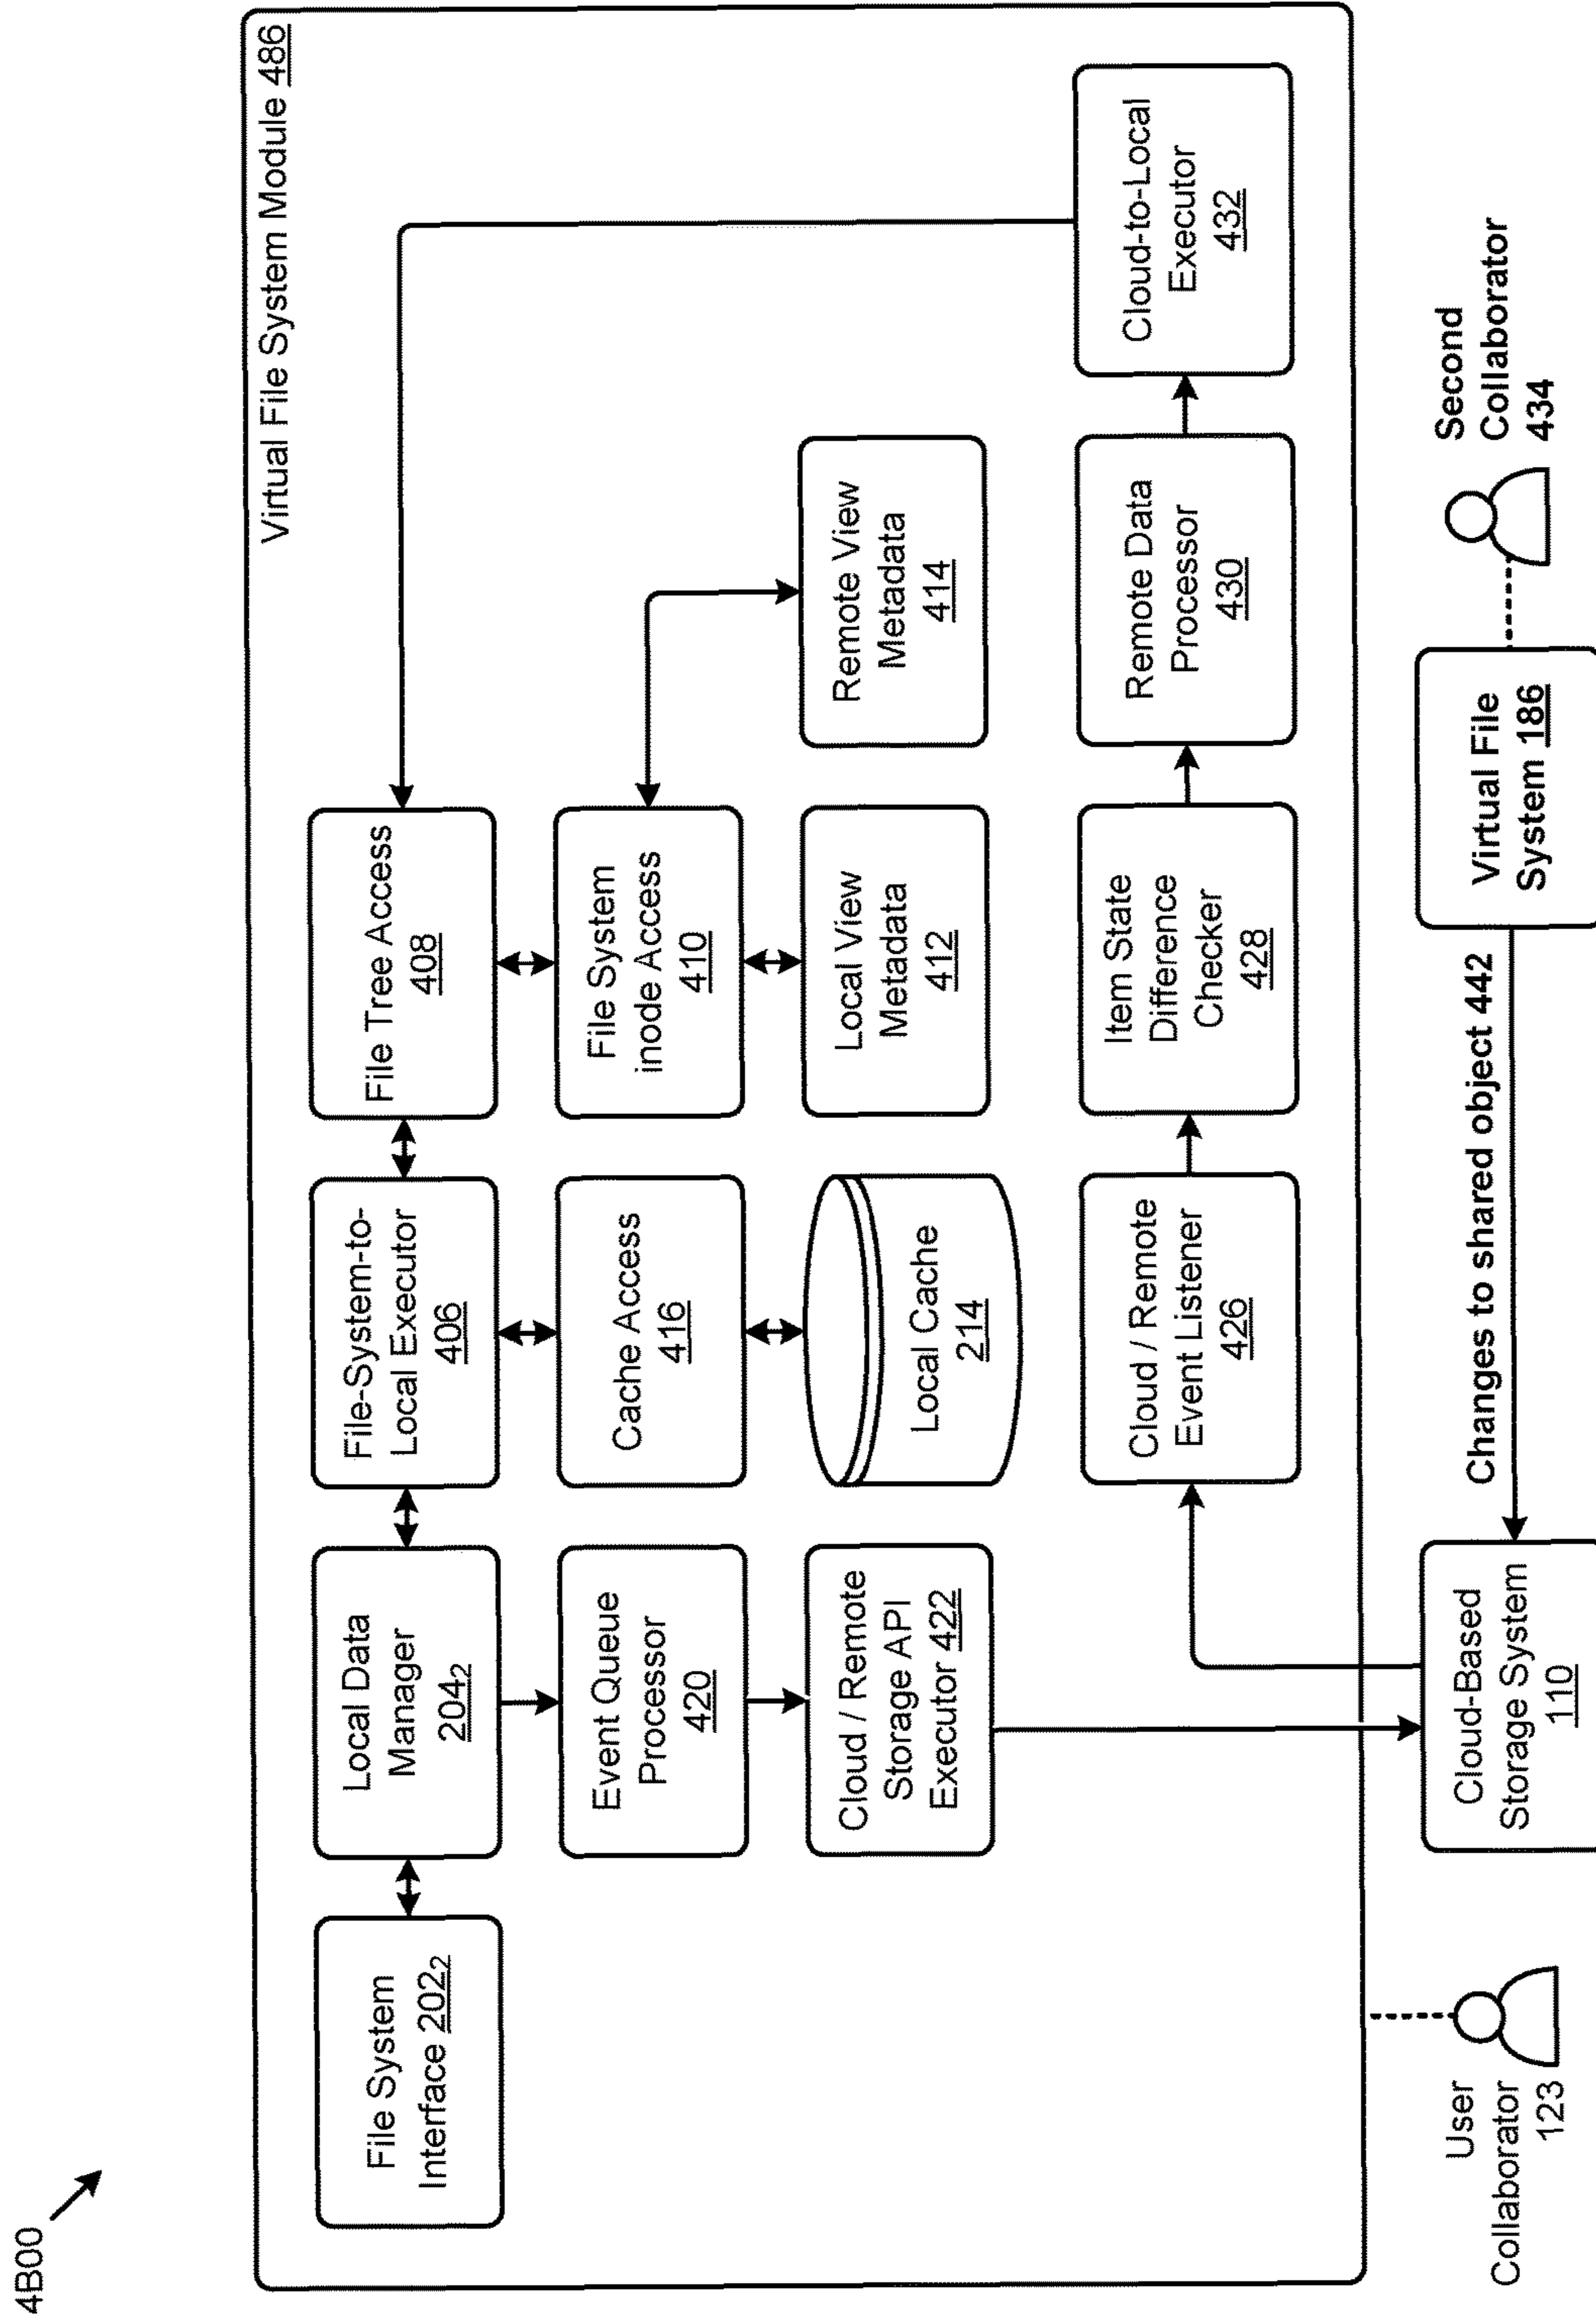 4B00
Virtual File System Module 486
File System
Interface 202₂
Local Data
Manager
204₂
File-System-to-
Local Executor
406
File Tree Access
408
Event Queue
Processor
420
Cache Access
416
File System
inode Access
410
Cloud / Remote
Storage API
Executor 422
Local Cache
214
Local View
Metadata
412
Remote View
Metadata
414
Cloud / Remote
Event Listener
426
Item State
Difference
Checker
428
Remote Data
Processor
430
Cloud-to-Local
Executor
432
User
Collaborator
123
Cloud-Based
Storage System
110
Changes to shared object 442
Virtual File
System 186
Second
Collaborator
434